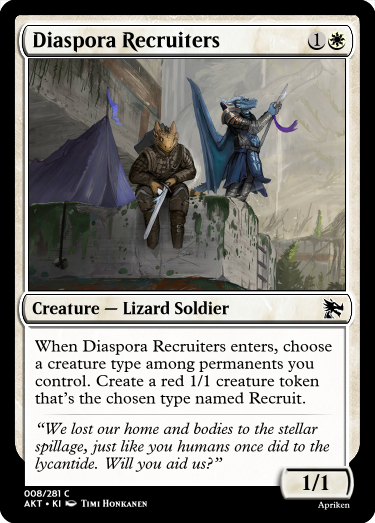 Diaspora Recruiters 1
Creature — Lizard Soldier
When Diaspora Recruiters enters, choose
a creature type among permanents you
control. Create a red 1/1 creature token
that's the chosen type named Recruit.
“We lost our home and bodies to the stellar
spillage, just like you humans once did to the
lycantide. Will you aid us?”
1/1
008/281 C
AKT • KI Timi Honkanen
Apriken